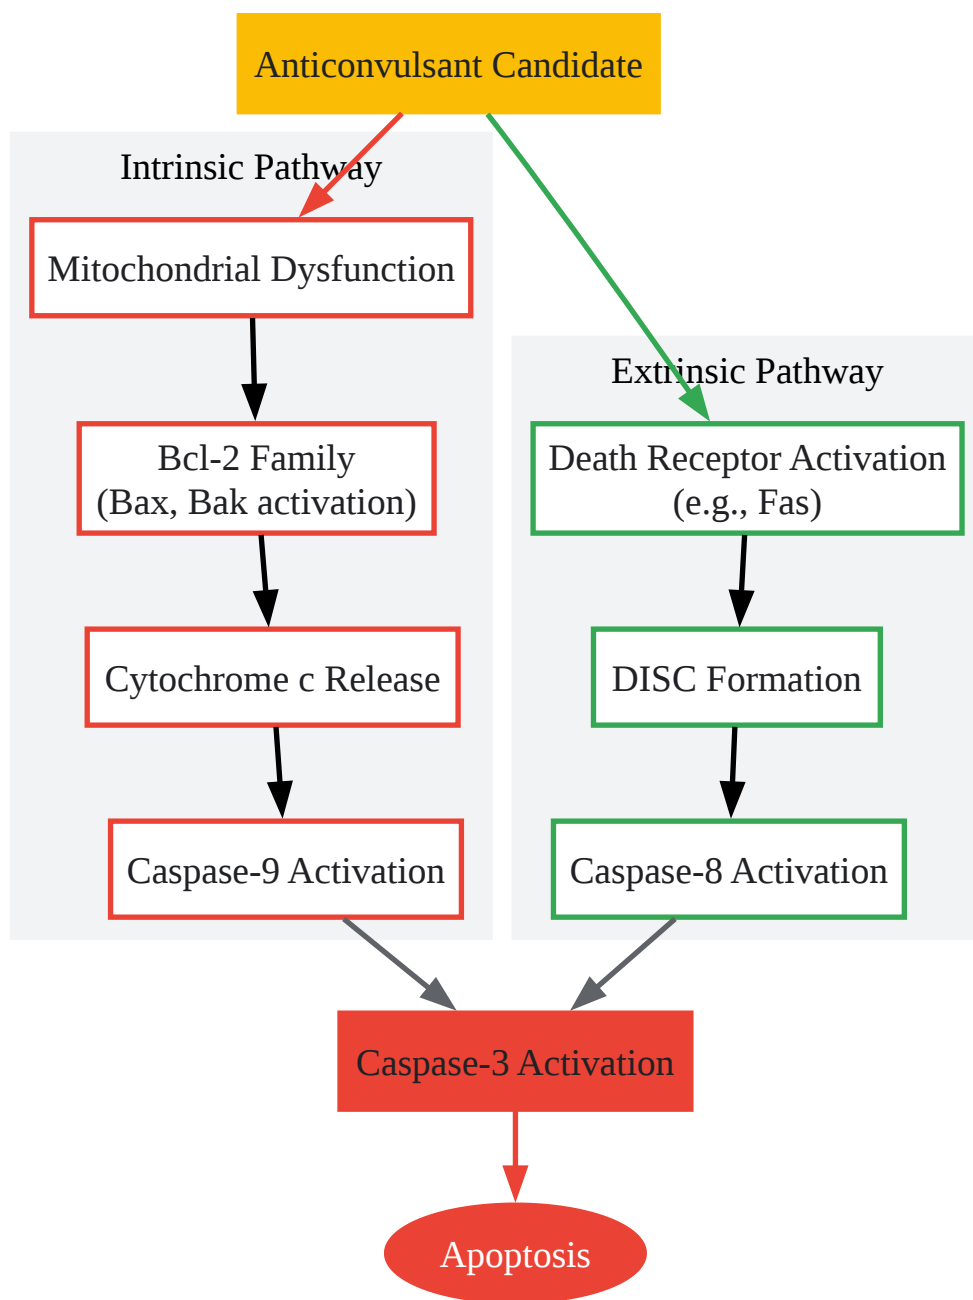 Anticonvulsant Candidate
Intrinsic Pathway
Mitochondrial Dysfunction
Bcl-2 Family
(Bax, Bak activation)
Cytochrome c Release
Caspase-9 Activation
Extrinsic Pathway
Death Receptor Activation
(e.g., Fas)
DISC Formation
Caspase-8 Activation
Caspase-3 Activation
Apoptosis